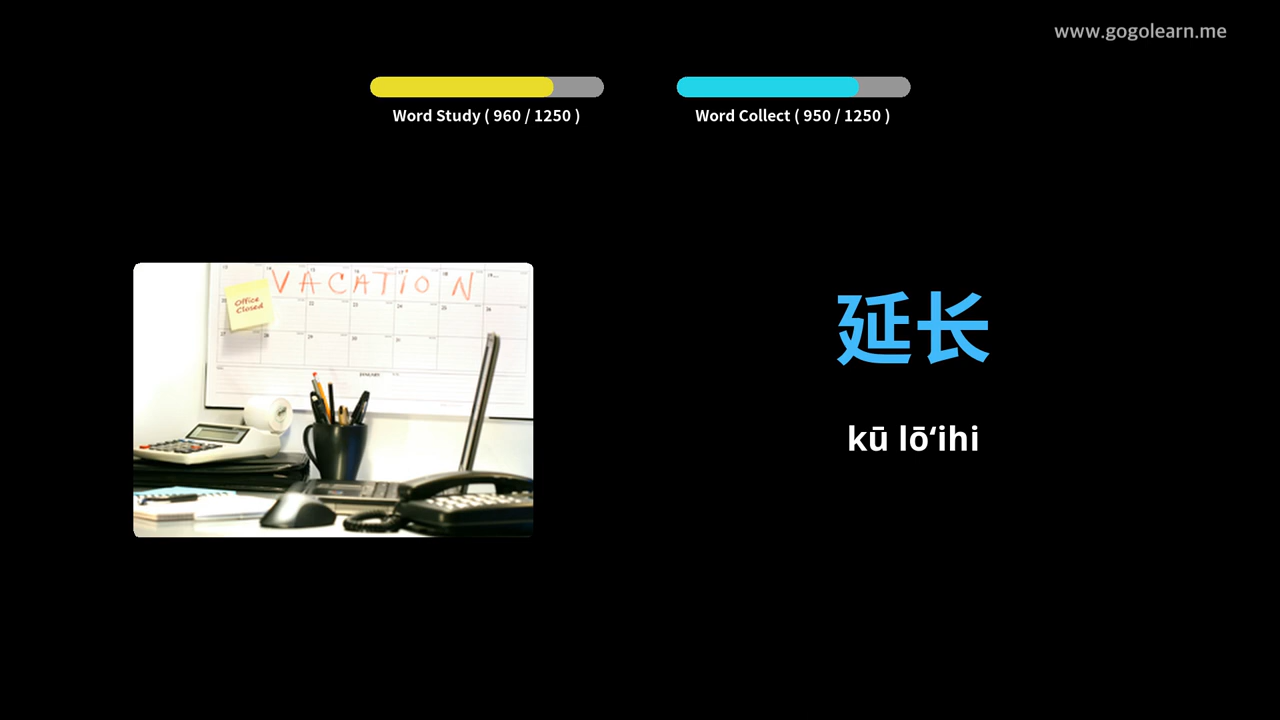 www.gogolearn.me
Word Study ( 960 / 1250 )
Word Collect ( 950 / 1250 )
VACATION
Office
Closed
延长
kū lōʻihi